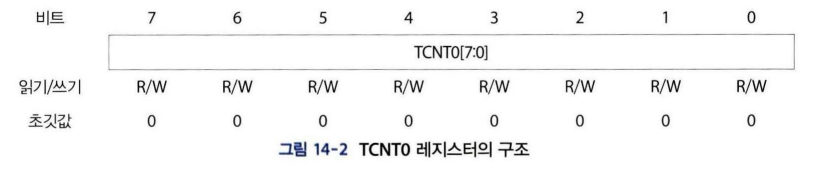 비트 7 6 5 4 3 2 1 0
TCNT0[7:0]
읽기/쓰기 R/W R/W R/W R/W R/W R/W R/W R/W
초깃값 0 0 0 0 0 0 0 0
그림 14-2 TCNT0 레지스터의 구조